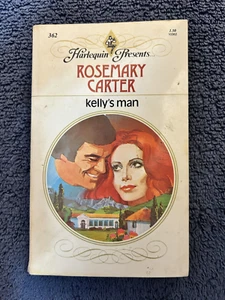 362
Harlequin Presents...
ROSEMARY
CARTER
kelly's man